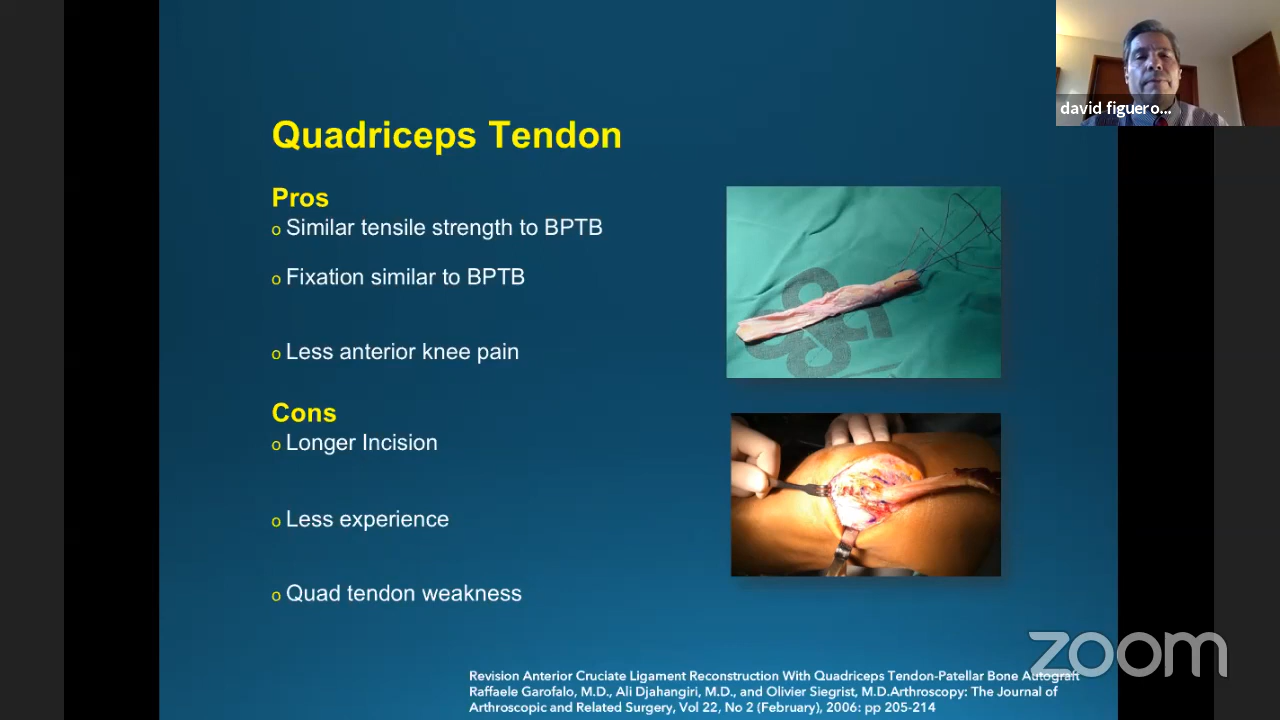 david figuero...
Quadriceps Tendon
Pros
o Similar tensile strength to BPTB
o Fixation similar to BPTB
o Less anterior knee pain
Cons
o Longer Incision
o Less experience
o Quad tendon weakness
zoom
Revision Anterior Cruciate Ligament Reconstruction With Quadriceps Tendon-Patellar Bone Autograft
Raffaele Garofalo, M.D., Ali Djahangiri, M.D., and Olivier Siegrist, M.D.Arthroscopy: The Journal of
Arthroscopic and Related Surgery, Vol 22, No 2 (February), 2006: pp 205-214